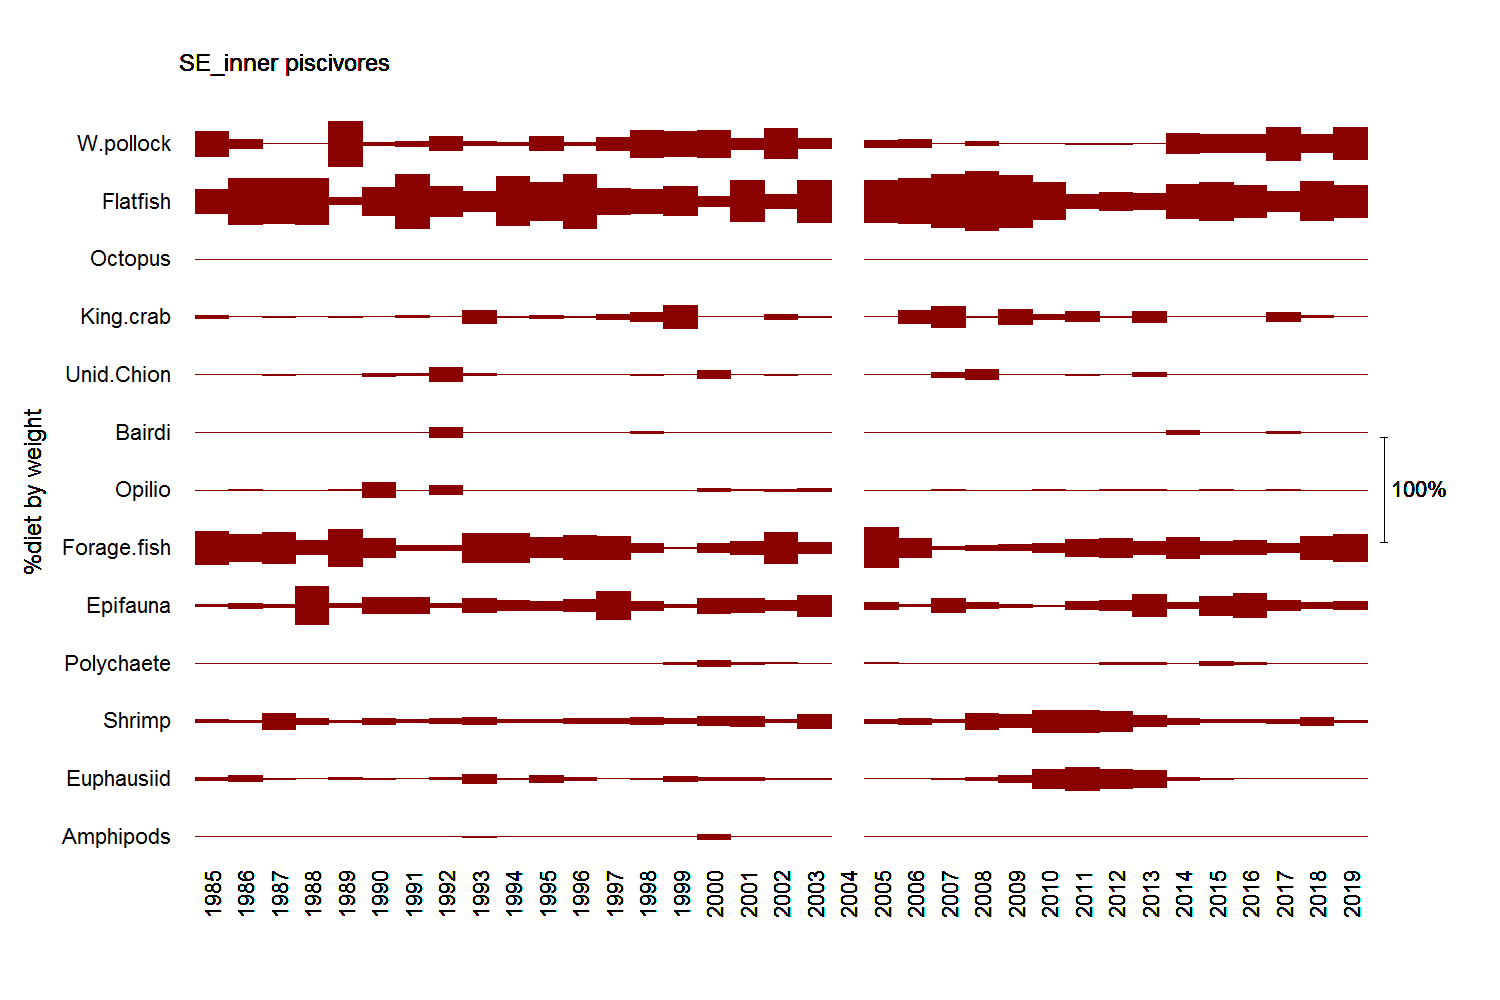 SE_inner piscivores
W.pollock
Flatfish
Octopus
King.crab
Unid.Chion
Bairdi
Opilio
Forage.fish
Epifauna
Polychaete
Shrimp
Euphausiid
Amphipods
%diet by weight
100%
1985
1986
1987
1988
1989
1990
1991
1992
1993
1994
1995
1996
1997
1998
1999
2000
2001
2002
2003
2004
2005
2006
2007
2008
2009
2010
2011
2012
2013
2014
2015
2016
2017
2018
2019